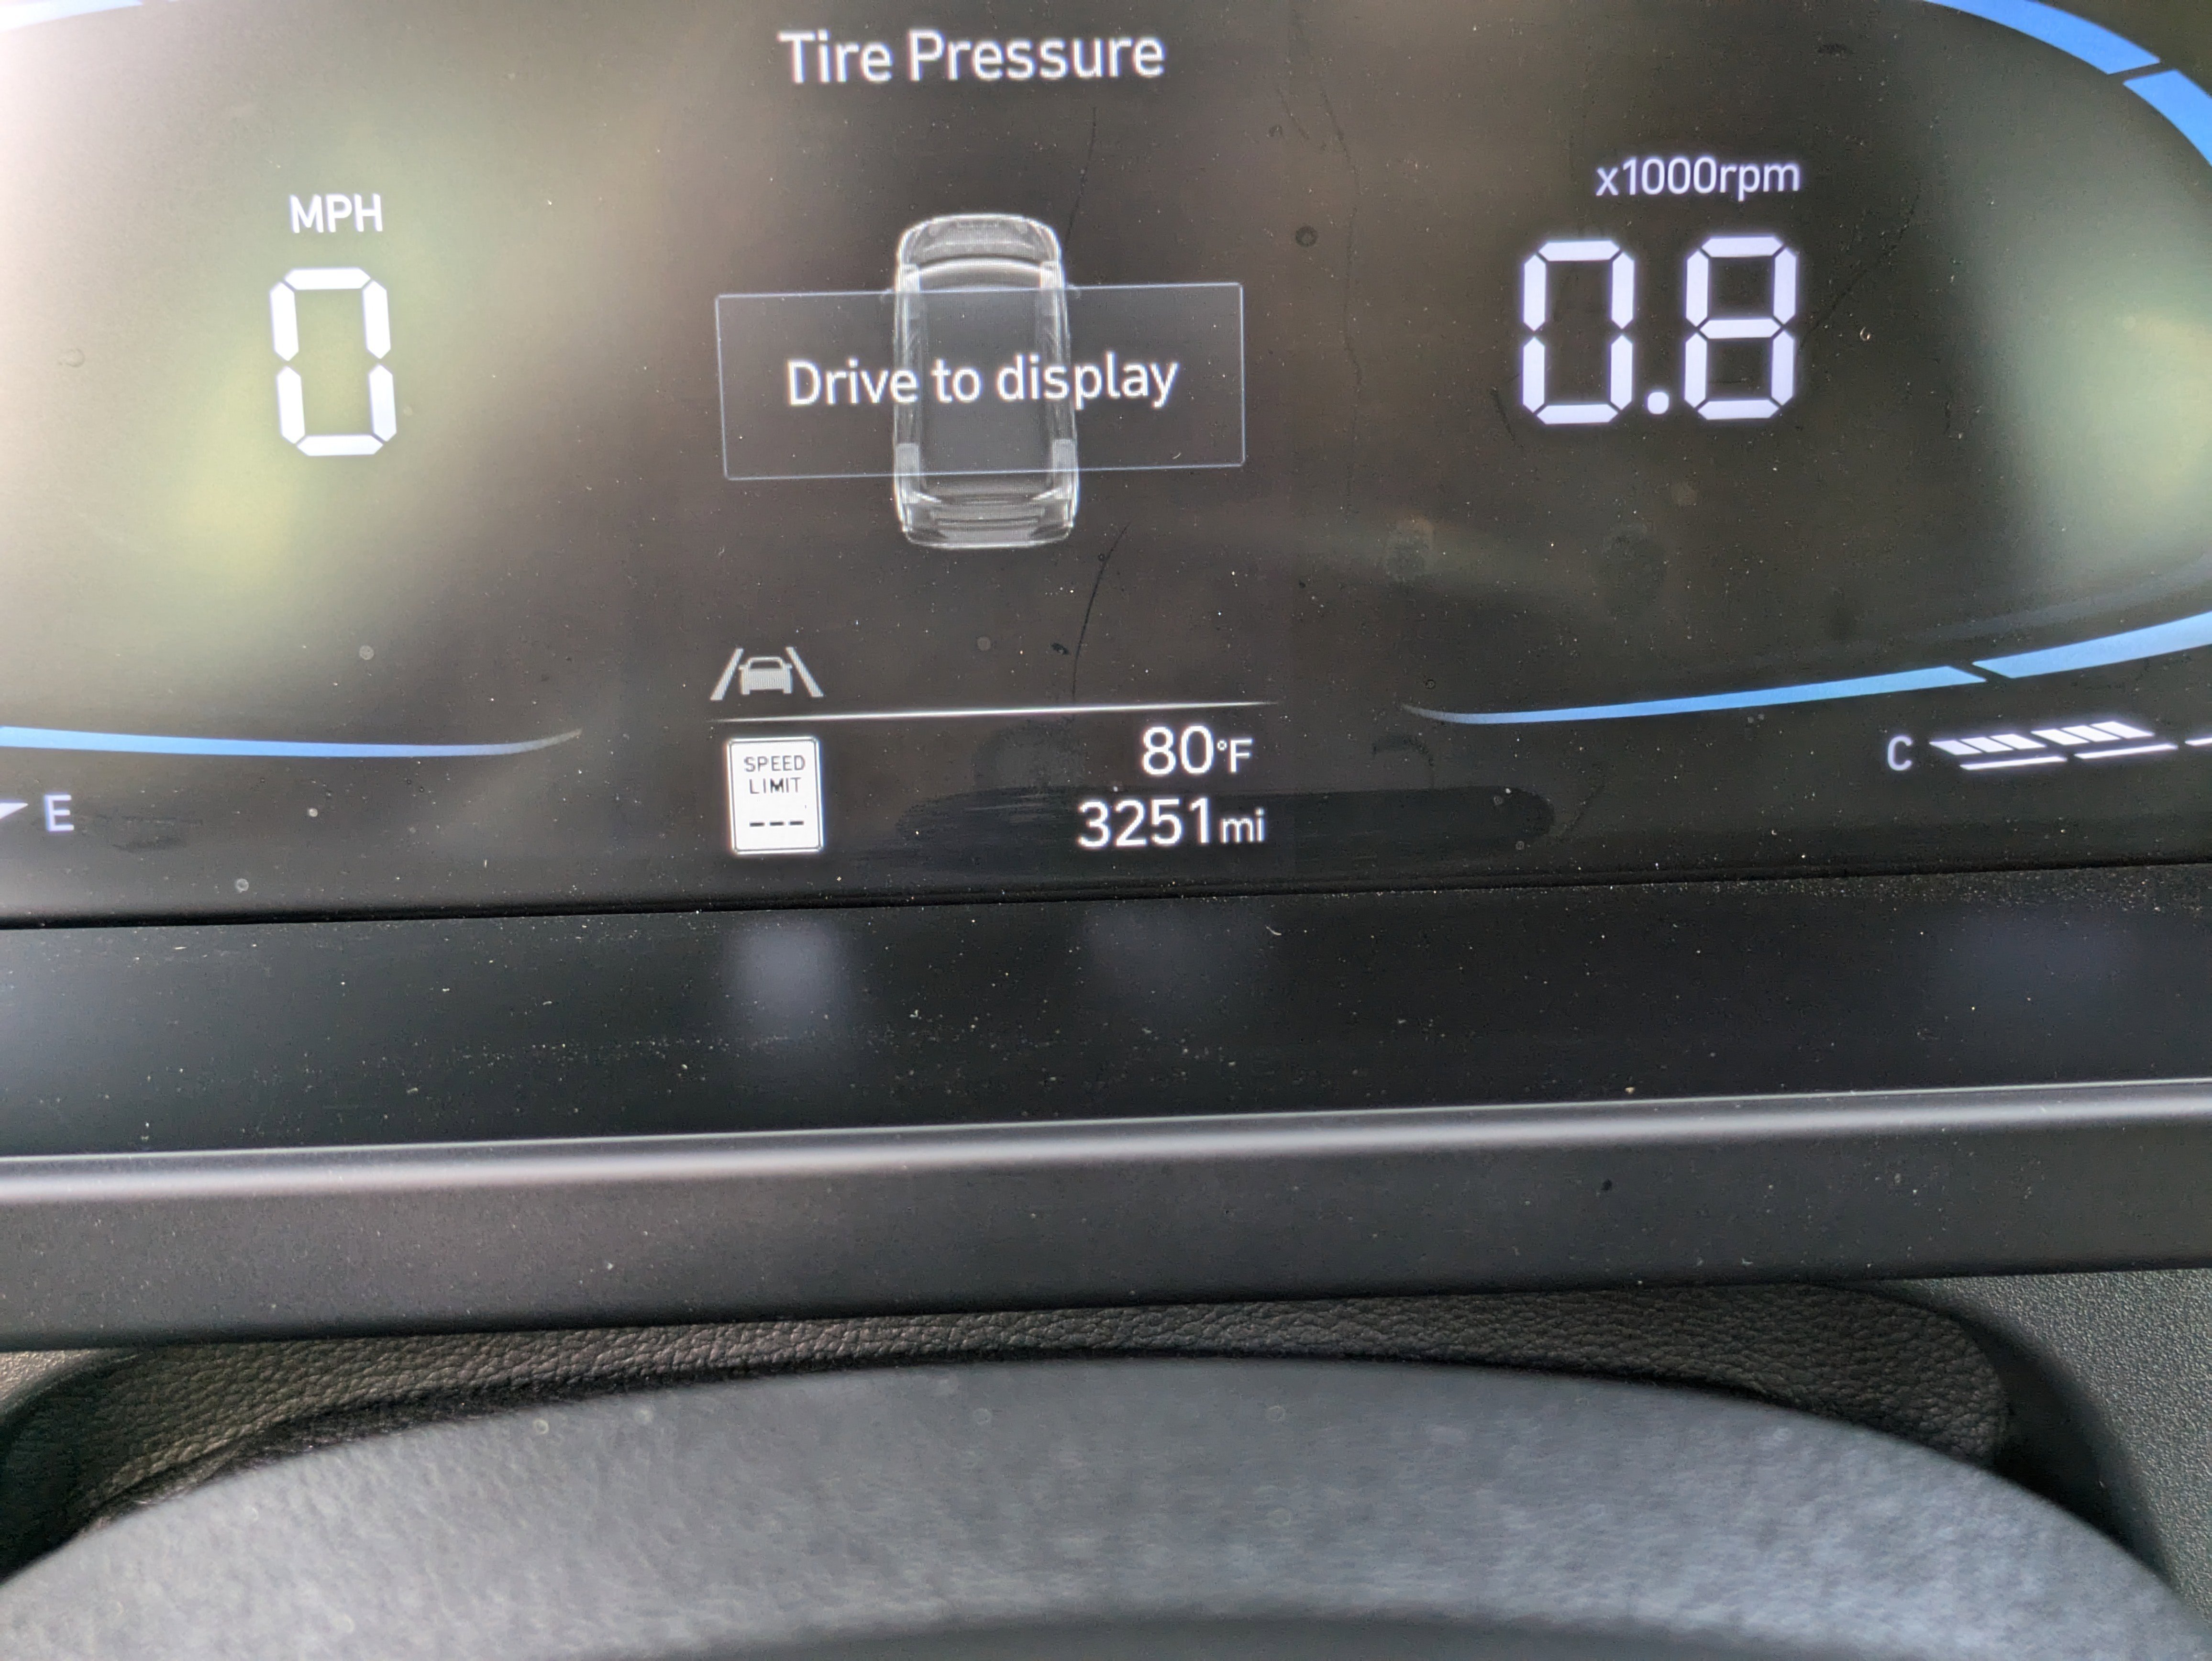 Tire Pressure
MPH
x1000rpm
0
0.8
Drive to display
SPEED
LIMIT
---
80°F
3251mi
C
E